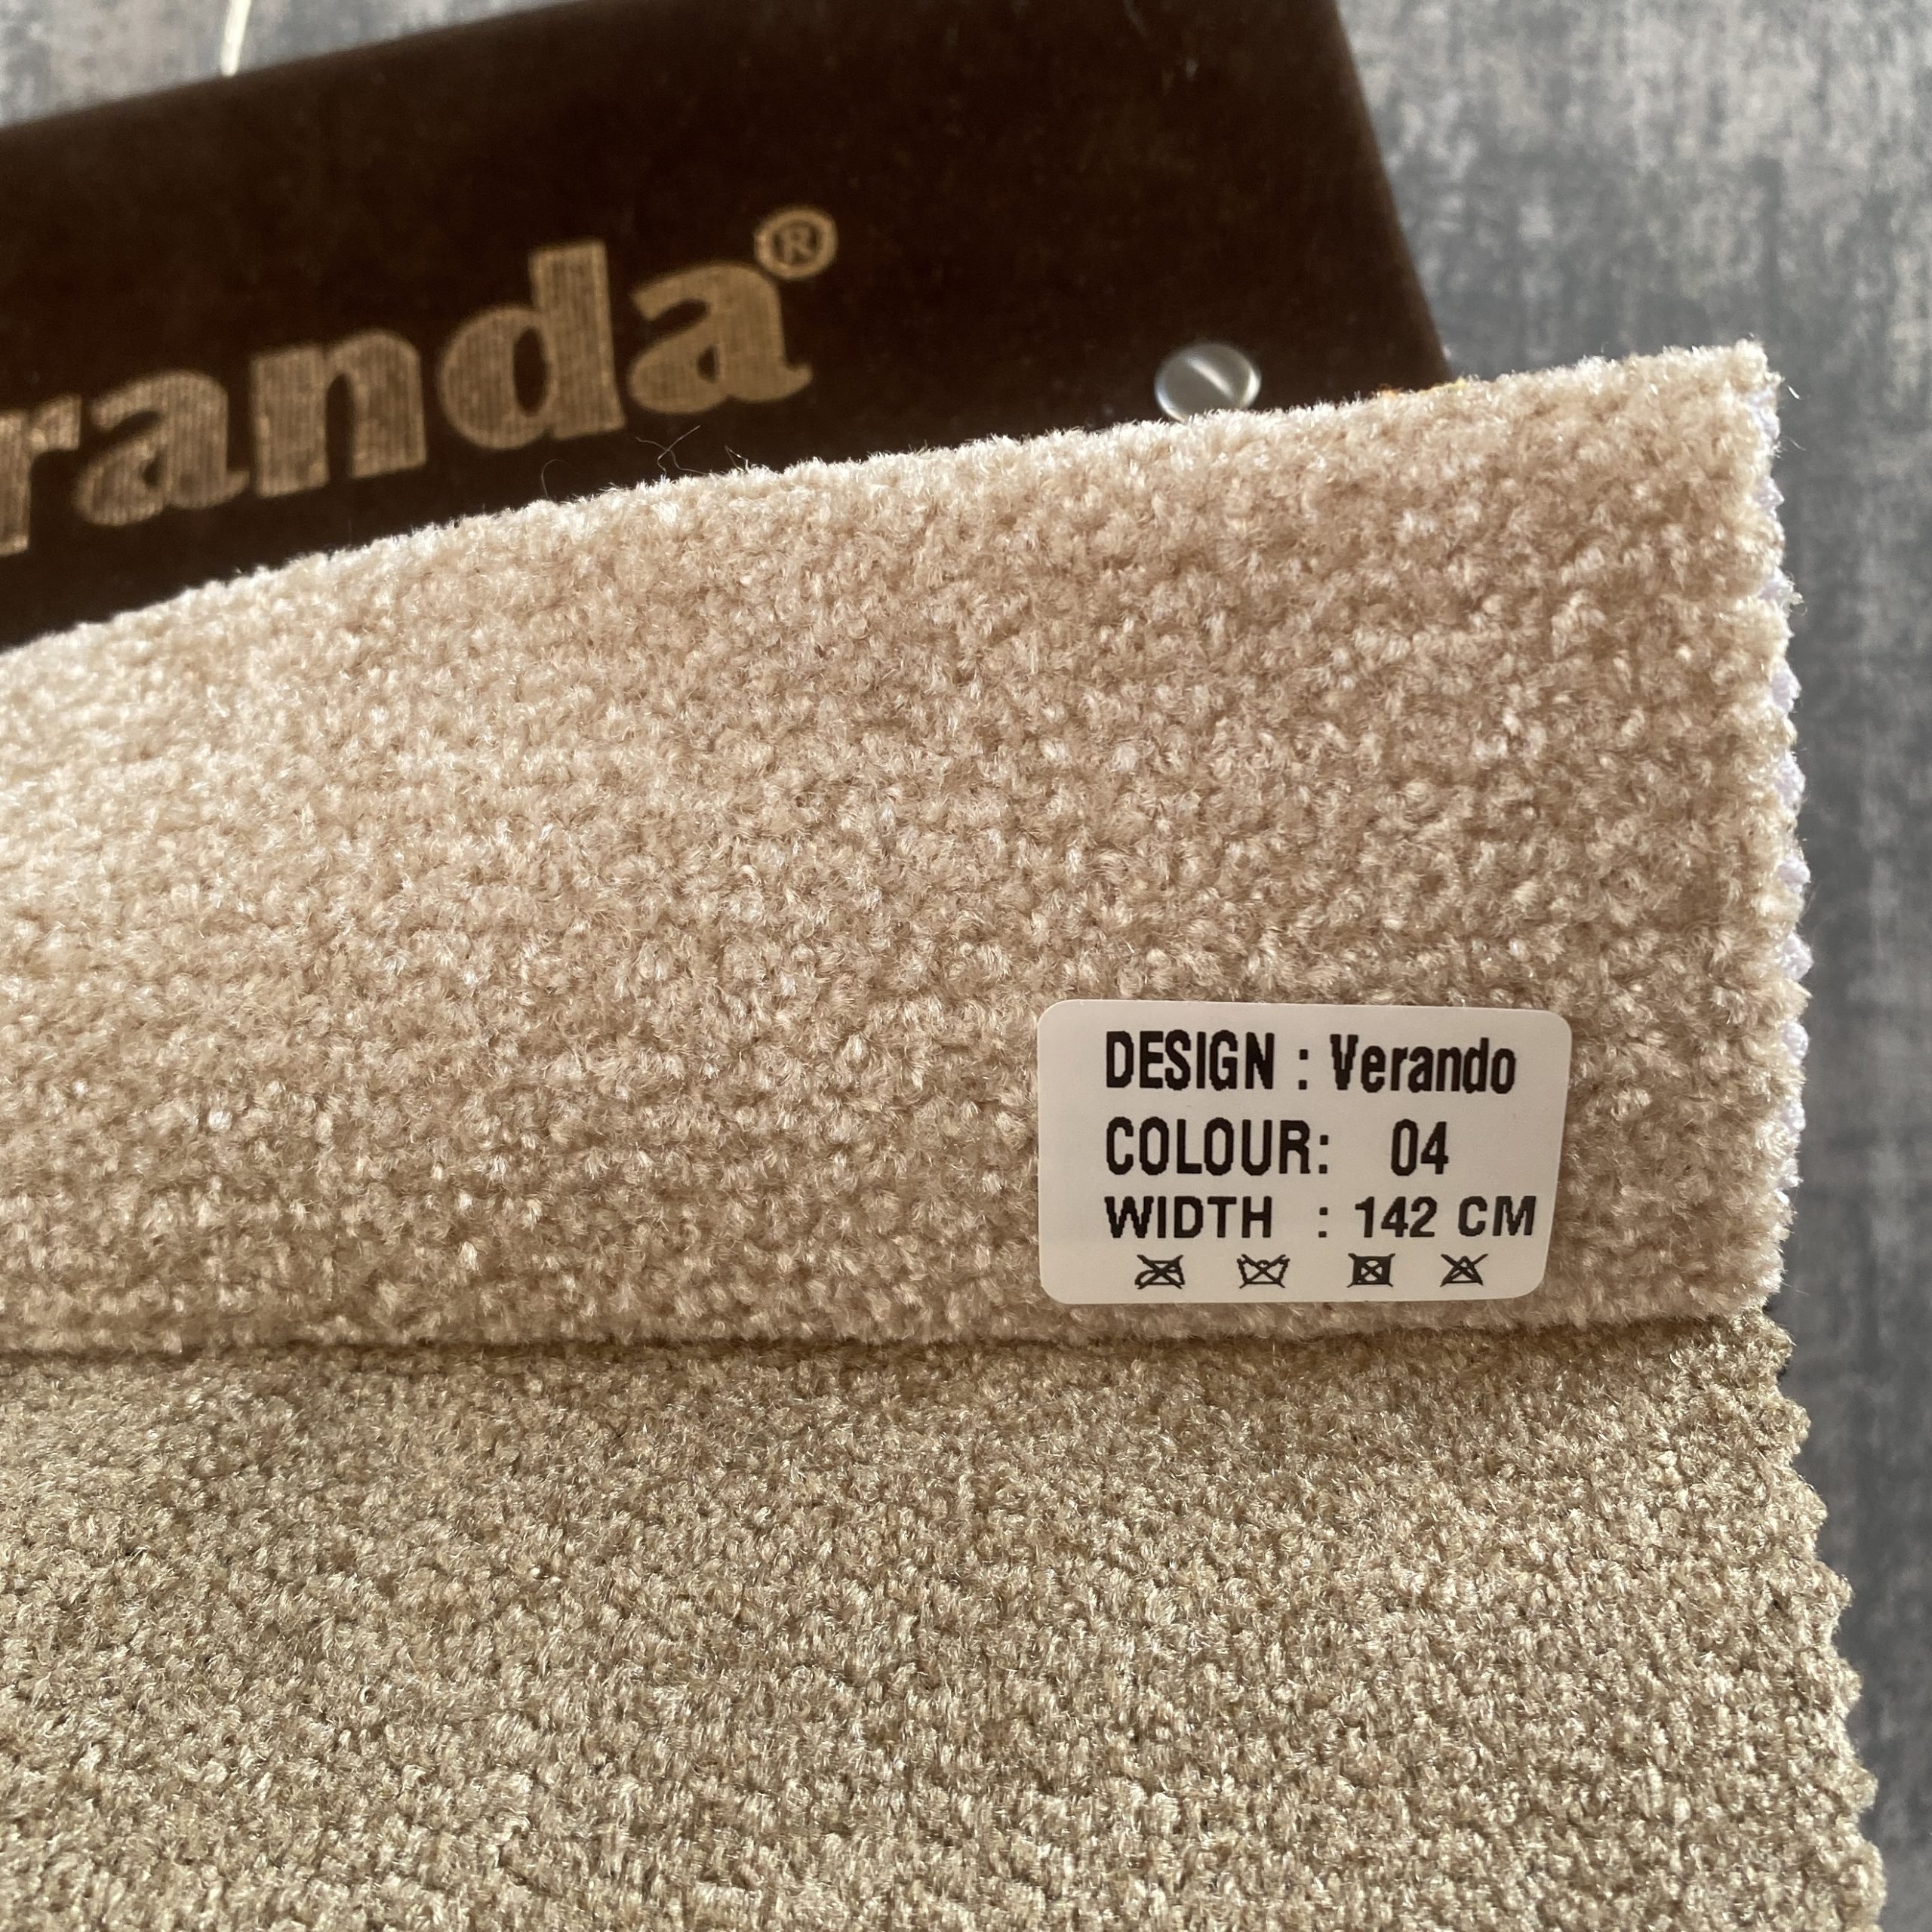 randa®
DESIGN : Verando
COLOUR: 04
WIDTH : 142 CM